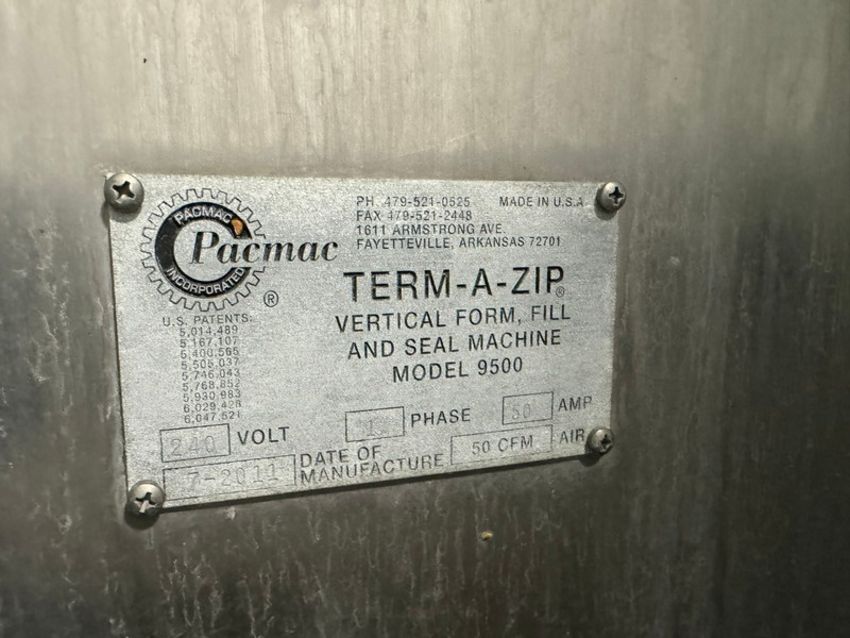 PACMAC
INCORPORATED
Pacmac
®
PH. 479-521-0525 MADE IN U.S.A.
FAX 479-521-2448
1611 ARMSTRONG AVE.
FAYETTEVILLE, ARKANSAS 72701
TERM-A-ZIP®
VERTICAL FORM, FILL
AND SEAL MACHINE
MODEL 9500
U.S. PATENTS:
5,014,489
5,167,107
5,400,565
5,505,037
5,746,043
5,768,852
5,930,983
6,029,428
6,047,521
240 VOLT 1 PHASE 50 AMP
7-2011 DATE OF MANUFACTURE 50 CFM AIR